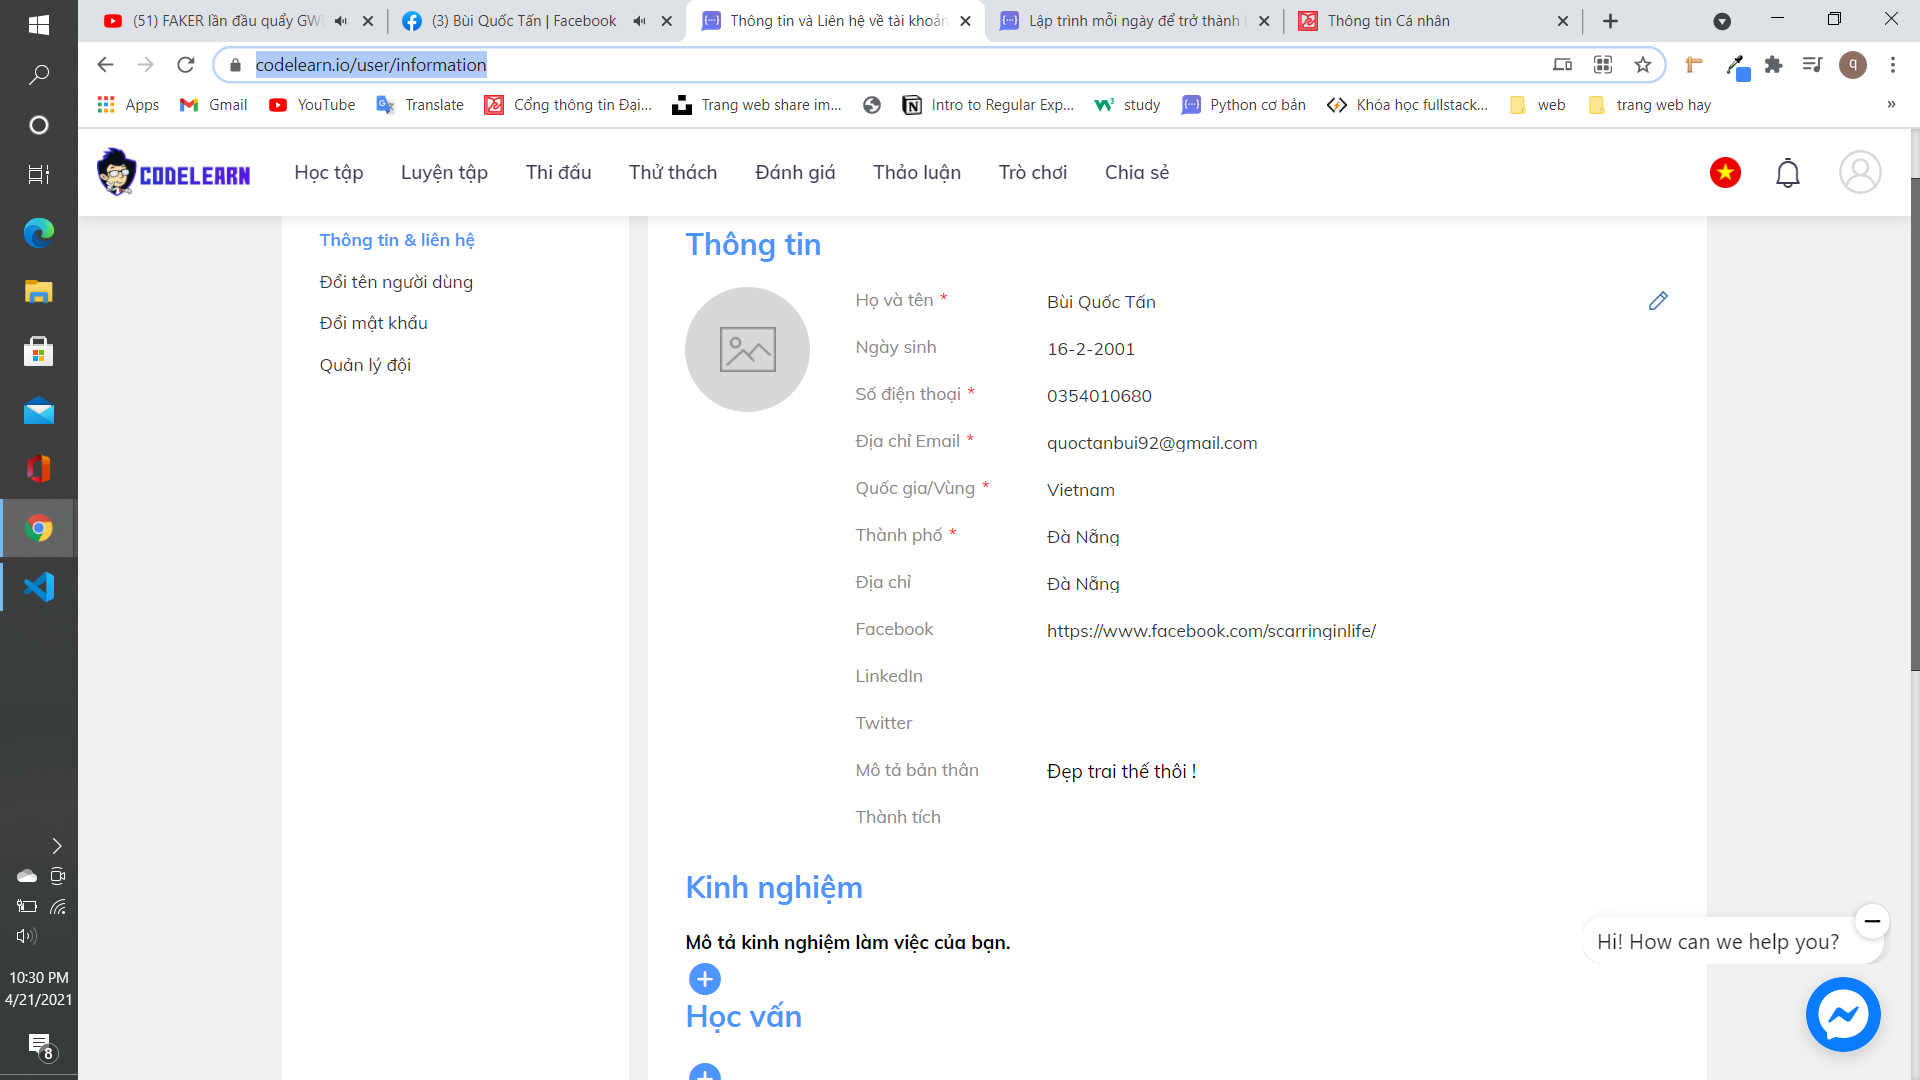 (51) FAKER lần đầu quẩy GW
(3) Bùi Quốc Tấn | Facebook
Thông tin và Liên hệ về tài khoản
Lập trình mỗi ngày để trở thành
Thông tin Cá nhân
codelearn.io/user/information
q
Apps
Gmail
YouTube
Translate
Cổng thông tin Đại...
Trang web share im...
Intro to Regular Exp...
study
Python cơ bản
Khóa học fullstack...
web
trang web hay
»
CODELEARN
Học tập
Luyện tập
Thi đấu
Thử thách
Đánh giá
Thảo luận
Trò chơi
Chia sẻ
Thông tin & liên hệ
Đổi tên người dùng
Đổi mật khẩu
Quản lý đội
Thông tin
Họ và tên * Bùi Quốc Tấn
Ngày sinh 16-2-2001
Số điện thoại * 0354010680
Địa chỉ Email * quoctanbui92@gmail.com
Quốc gia/Vùng * Vietnam
Thành phố * Đà Nẵng
Địa chỉ Đà Nẵng
Facebook https://www.facebook.com/scarringinlife/
LinkedIn
Twitter
Mô tả bản thân Đẹp trai thế thôi !
Thành tích
Kinh nghiệm
Mô tả kinh nghiệm làm việc của bạn.
Học vấn
Hi! How can we help you?
10:30 PM
4/21/2021
8